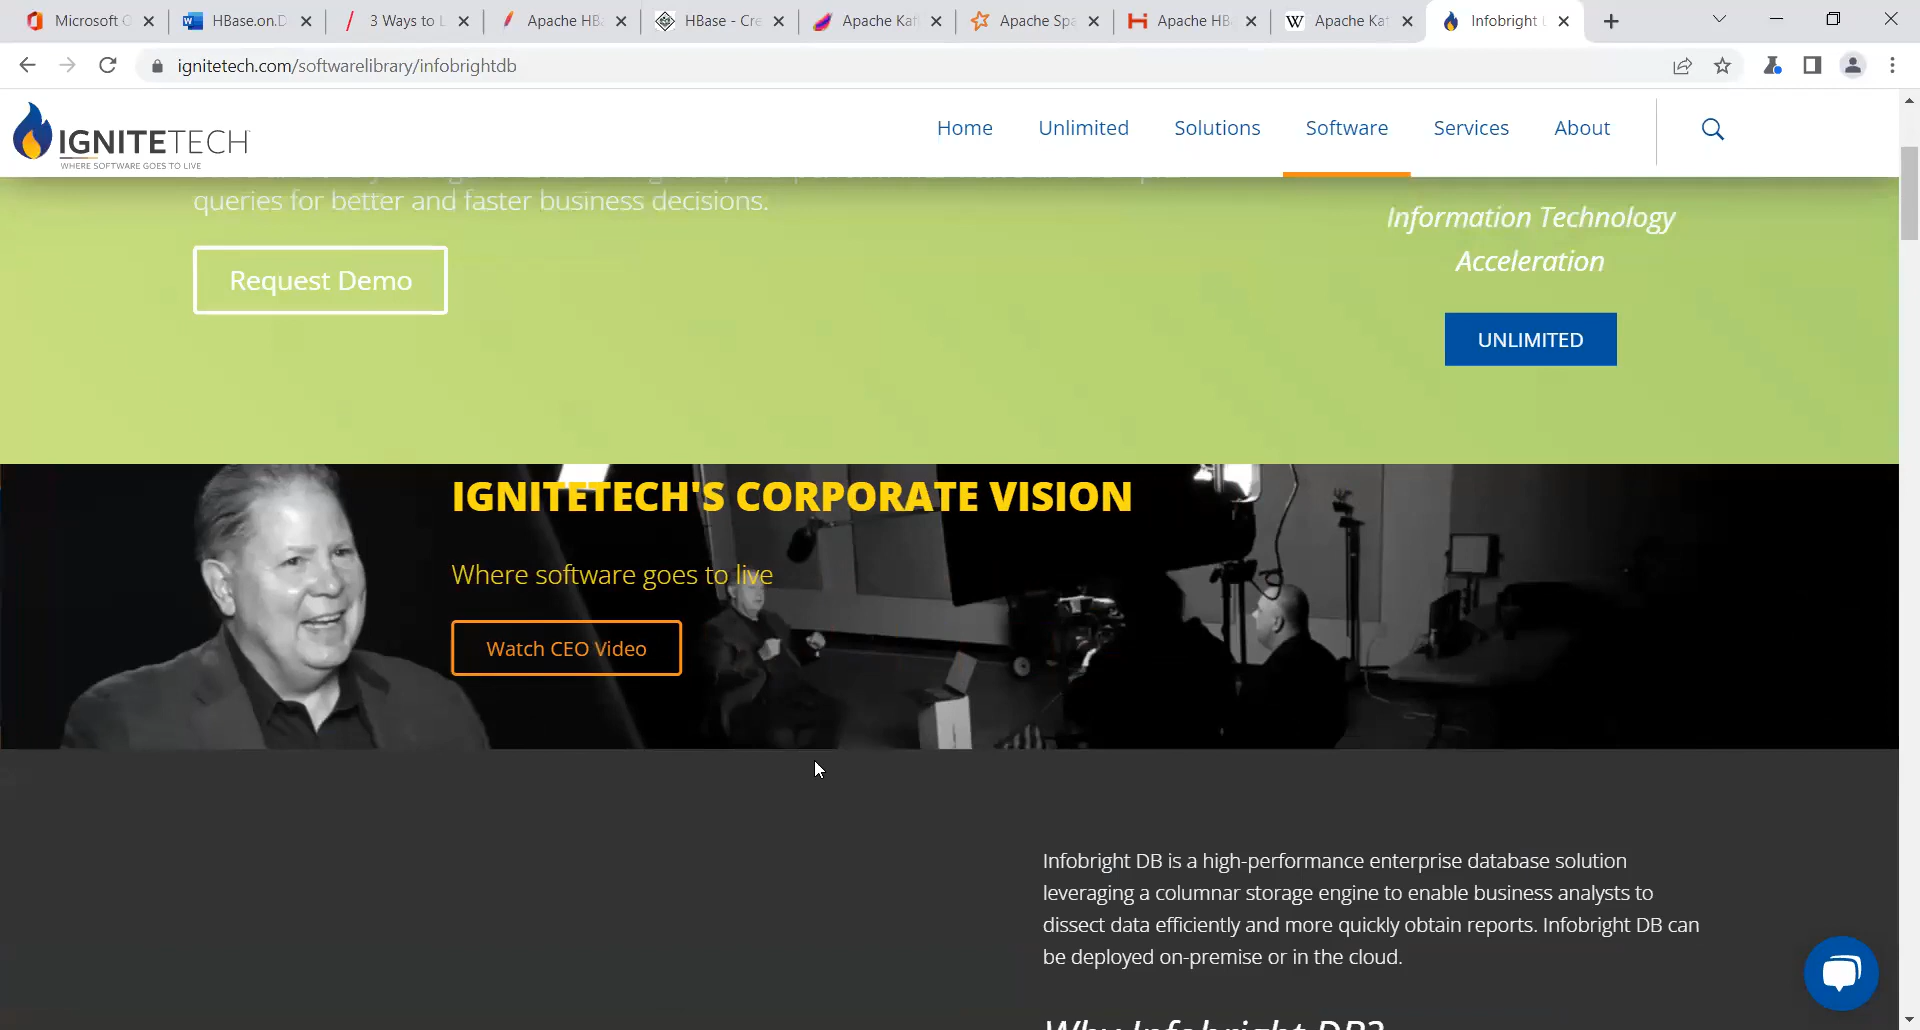 Microsoft O
HBase.on.D
3 Ways to L
Apache HB
HBase - Cre
Apache Kaf
Apache Spa
Apache HB
Apache Kaf
Infobright
ignitetech.com/softwarelibrary/infobrightdb
IGNITETECH
WHERE SOFTWARE GOES TO LIVE
Home
Unlimited
Solutions
Software
Services
About
queries for better and faster business decisions.
Request Demo
Information Technology
Acceleration
UNLIMITED
IGNITETECH'S CORPORATE VISION
Where software goes to live
Watch CEO Video
Infobright DB is a high-performance enterprise database solution
leveraging a columnar storage engine to enable business analysts to
dissect data efficiently and more quickly obtain reports. Infobright DB can
be deployed on-premise or in the cloud.
Why Infobright DB?